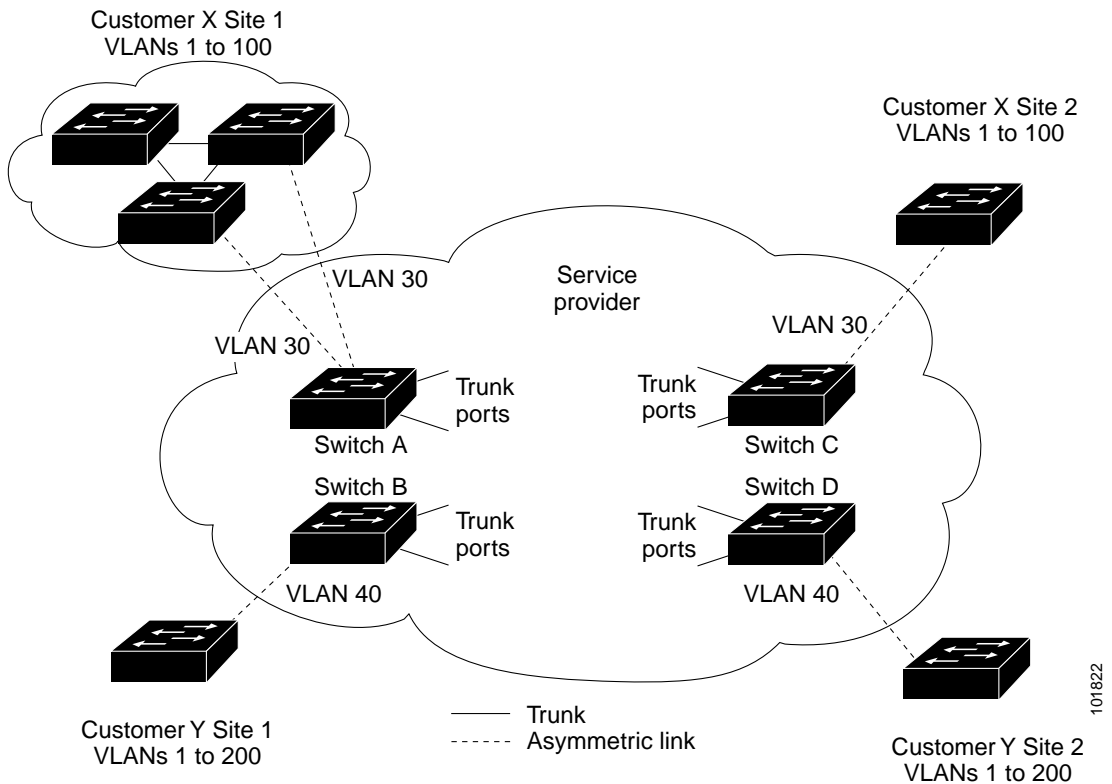 Customer X Site 1
VLANs 1 to 100
Customer X Site 2
VLANs 1 to 100
VLAN 30
Service
provider
VLAN 30
VLAN 30
Trunk
ports
Trunk
ports
Switch A
Switch C
Switch B
Switch D
Trunk
ports
Trunk
ports
VLAN 40
VLAN 40
Customer Y Site 1
VLANs 1 to 200
Trunk
Asymmetric link
Customer Y Site 2
VLANs 1 to 200
101822